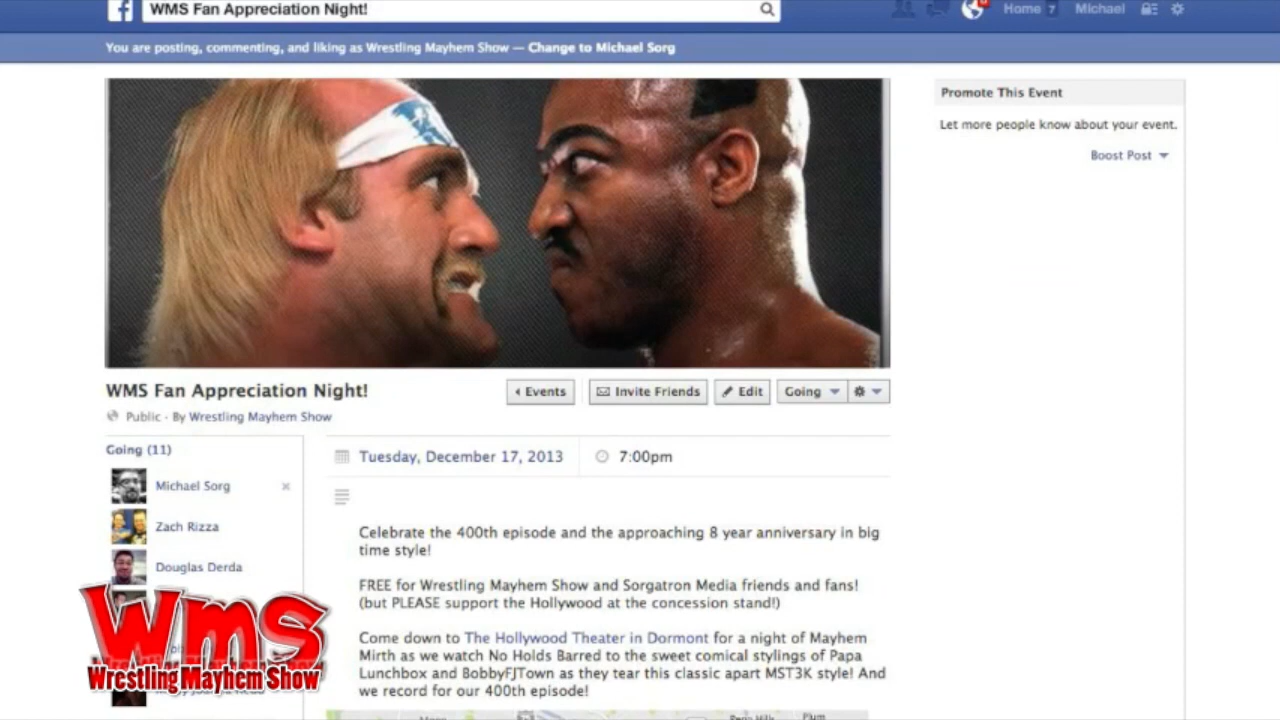 WMS Fan Appreciation Night!
Home 7 Michael
You are posting, commenting, and liking as Wrestling Mayhem Show — Change to Michael Sorg
Promote This Event
Let more people know about your event.
Boost Post
WMS Fan Appreciation Night!
Events
Invite Friends
Edit
Going
Public · By Wrestling Mayhem Show
Going (11)
Michael Sorg
Zach Rizza
Douglas Derda
Tuesday, December 17, 2013
7:00pm
Celebrate the 400th episode and the approaching 8 year anniversary in big
time style!
FREE for Wrestling Mayhem Show and Sorgatron Media friends and fans!
(but PLEASE support the Hollywood at the concession stand!)
Come down to The Hollywood Theater in Dormont for a night of Mayhem
Mirth as we watch No Holds Barred to the sweet comical stylings of Papa
Lunchbox and BobbyFJTown as they tear this classic apart MST3K style! And
we record for our 400th episode!
WMS
Wrestling Mayhem Show